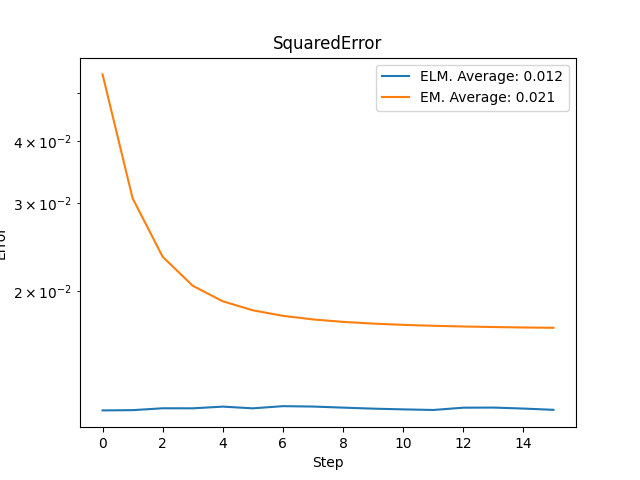 SquaredError
ELM. Average: 0.012
EM. Average: 0.021
4 × 10⁻²
3 × 10⁻²
2 × 10⁻²
Error
0 2 4 6 8 10 12 14
Step